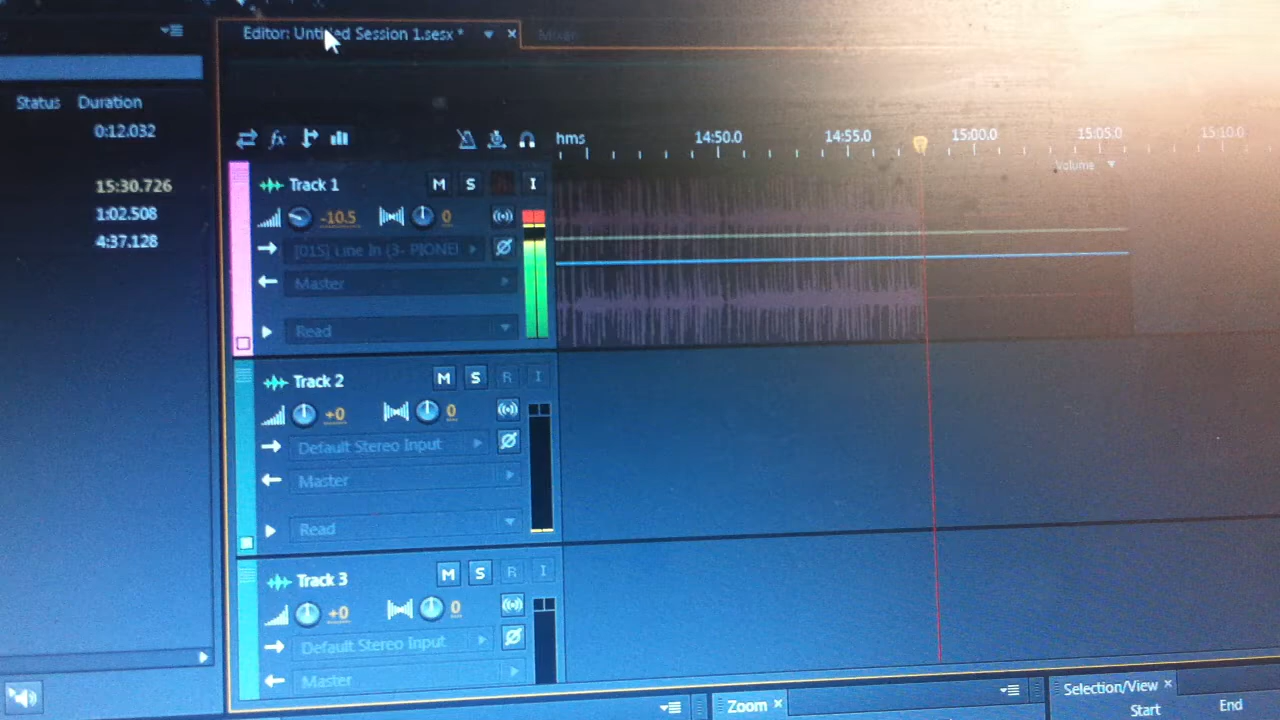 Editor: Untitled Session 1.sesx *
Mixer
Status Duration
0:12.032
15:30.726
1:02.508
4:37.128
fx
hms 14:50.0 14:55.0 15:00.0 15:05.0 15:10.0
Volume
Track 1 M S R I
-10.5 0
[01S] Line In (3- PIONE
Master
Read
Track 2 M S R I
+0 0
Default Stereo Input
Master
Read
Track 3 M S R I
+0 0
Default Stereo Input
Master
Zoom
Selection/View
Start End